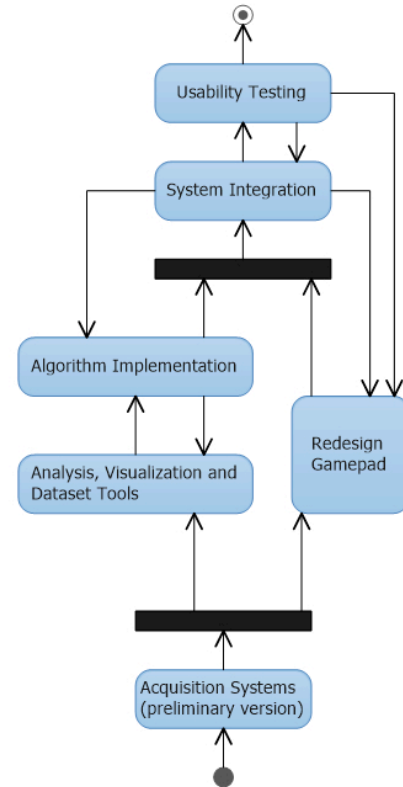 Usability Testing
System Integration
Algorithm Implementation
Redesign
Gamepad
Analysis, Visualization and
Dataset Tools
Acquisition Systems
(preliminary version)